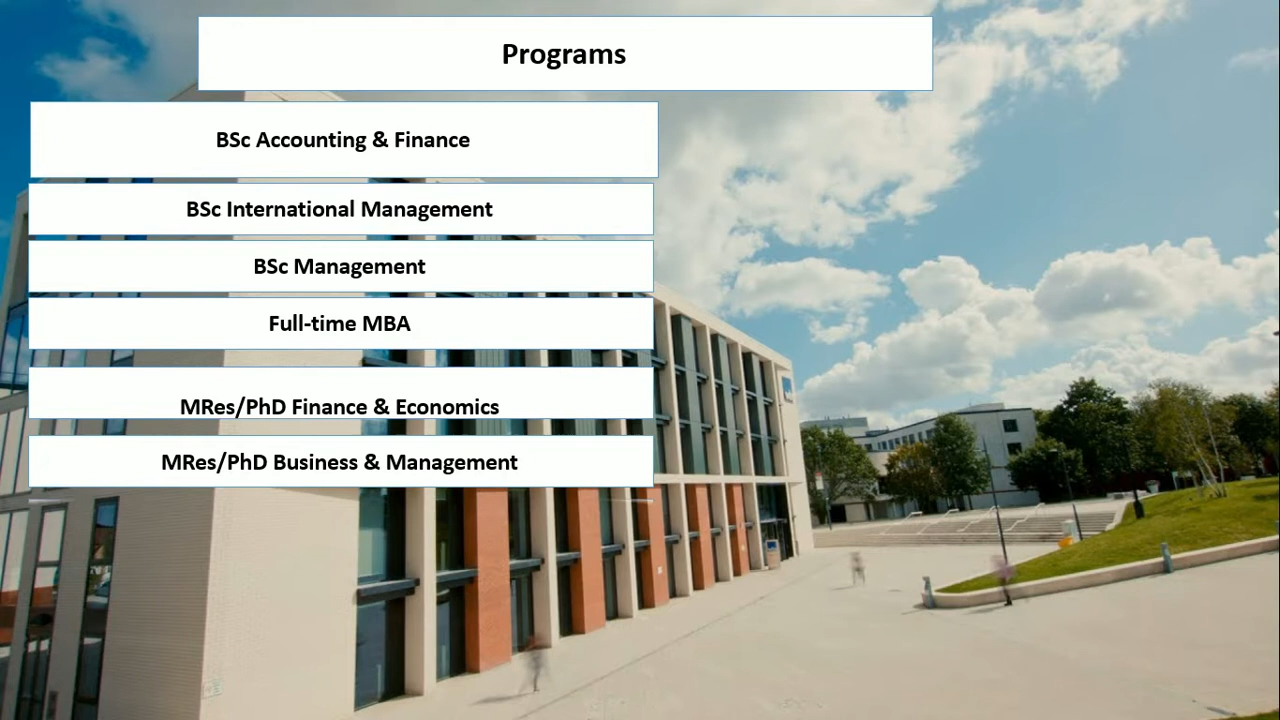 Programs
BSc Accounting & Finance
BSc International Management
BSc Management
Full-time MBA
MRes/PhD Finance & Economics
MRes/PhD Business & Management